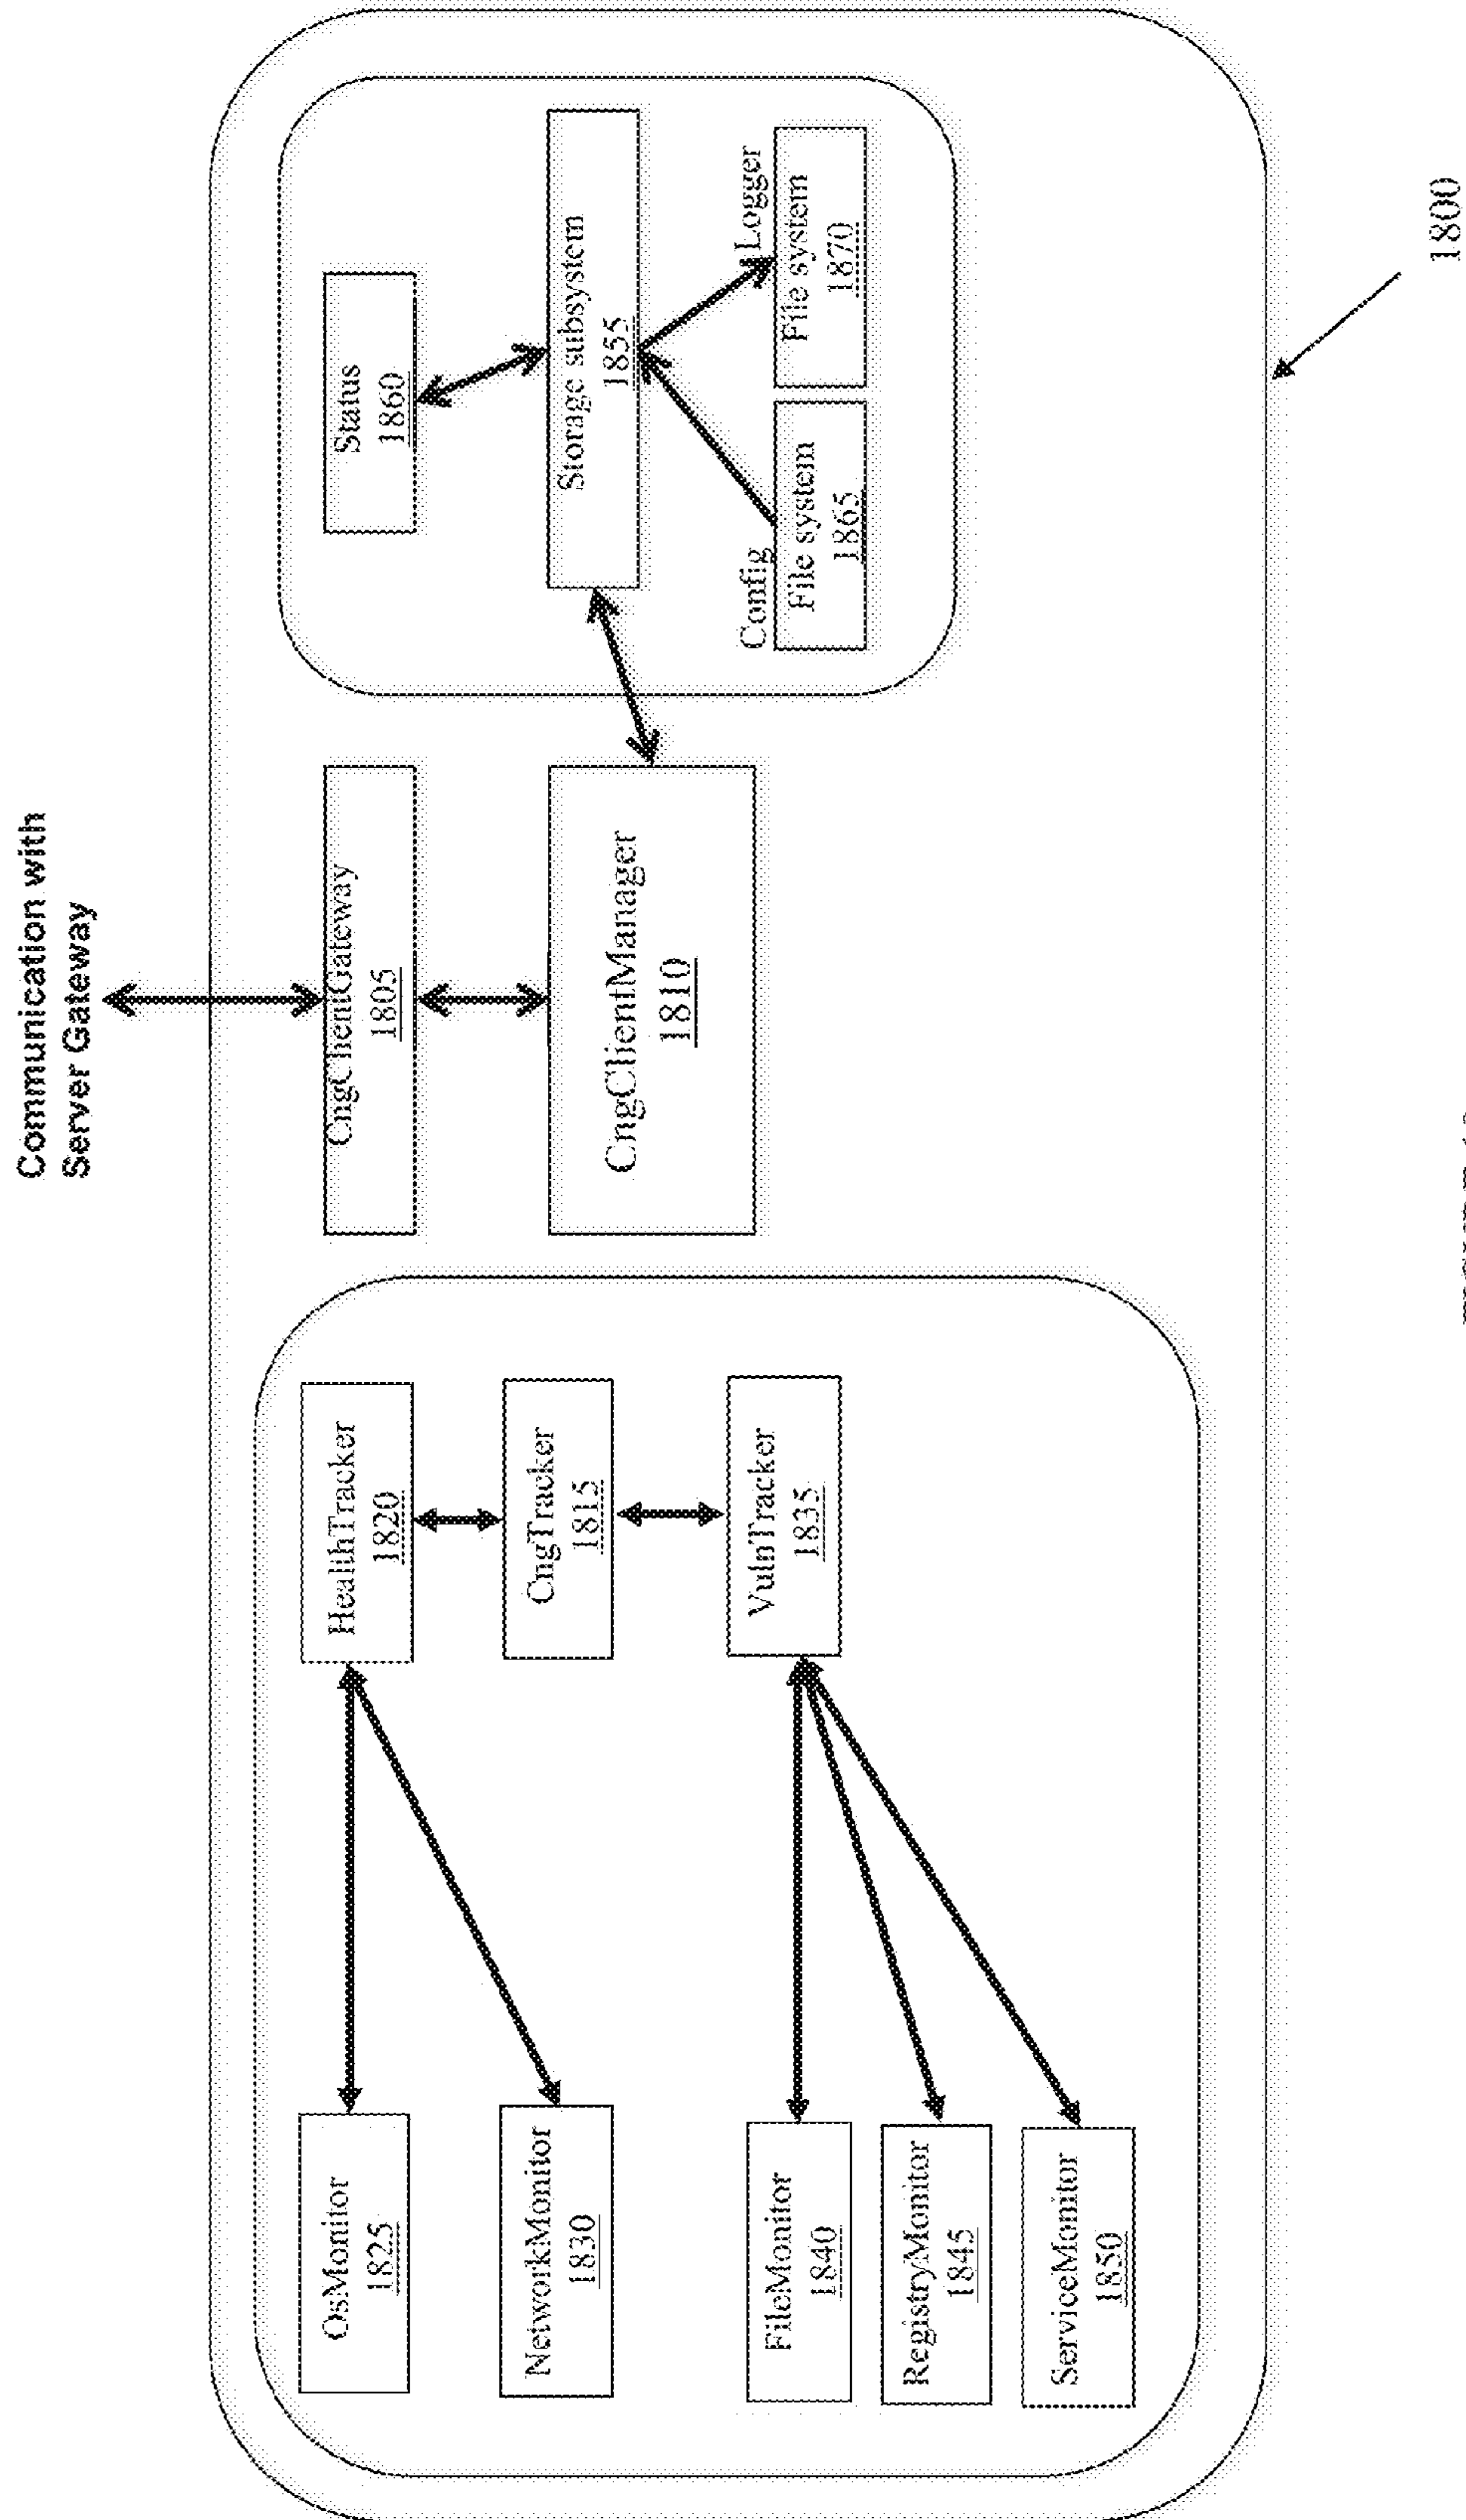 Communication with
Server Gateway
OsMonitor
1825
NetworkMonitor
1830
FileMonitor
1840
RegistryMonitor
1845
ServiceMonitor
1850
HealthTracker
1820
CngTracker
1815
VulnTracker
1835
CngClientGateway
1805
CngClientManager
1810
Status
1860
Storage subsystem
1855
Config
File system
1865
Logger
File system
1870
1800